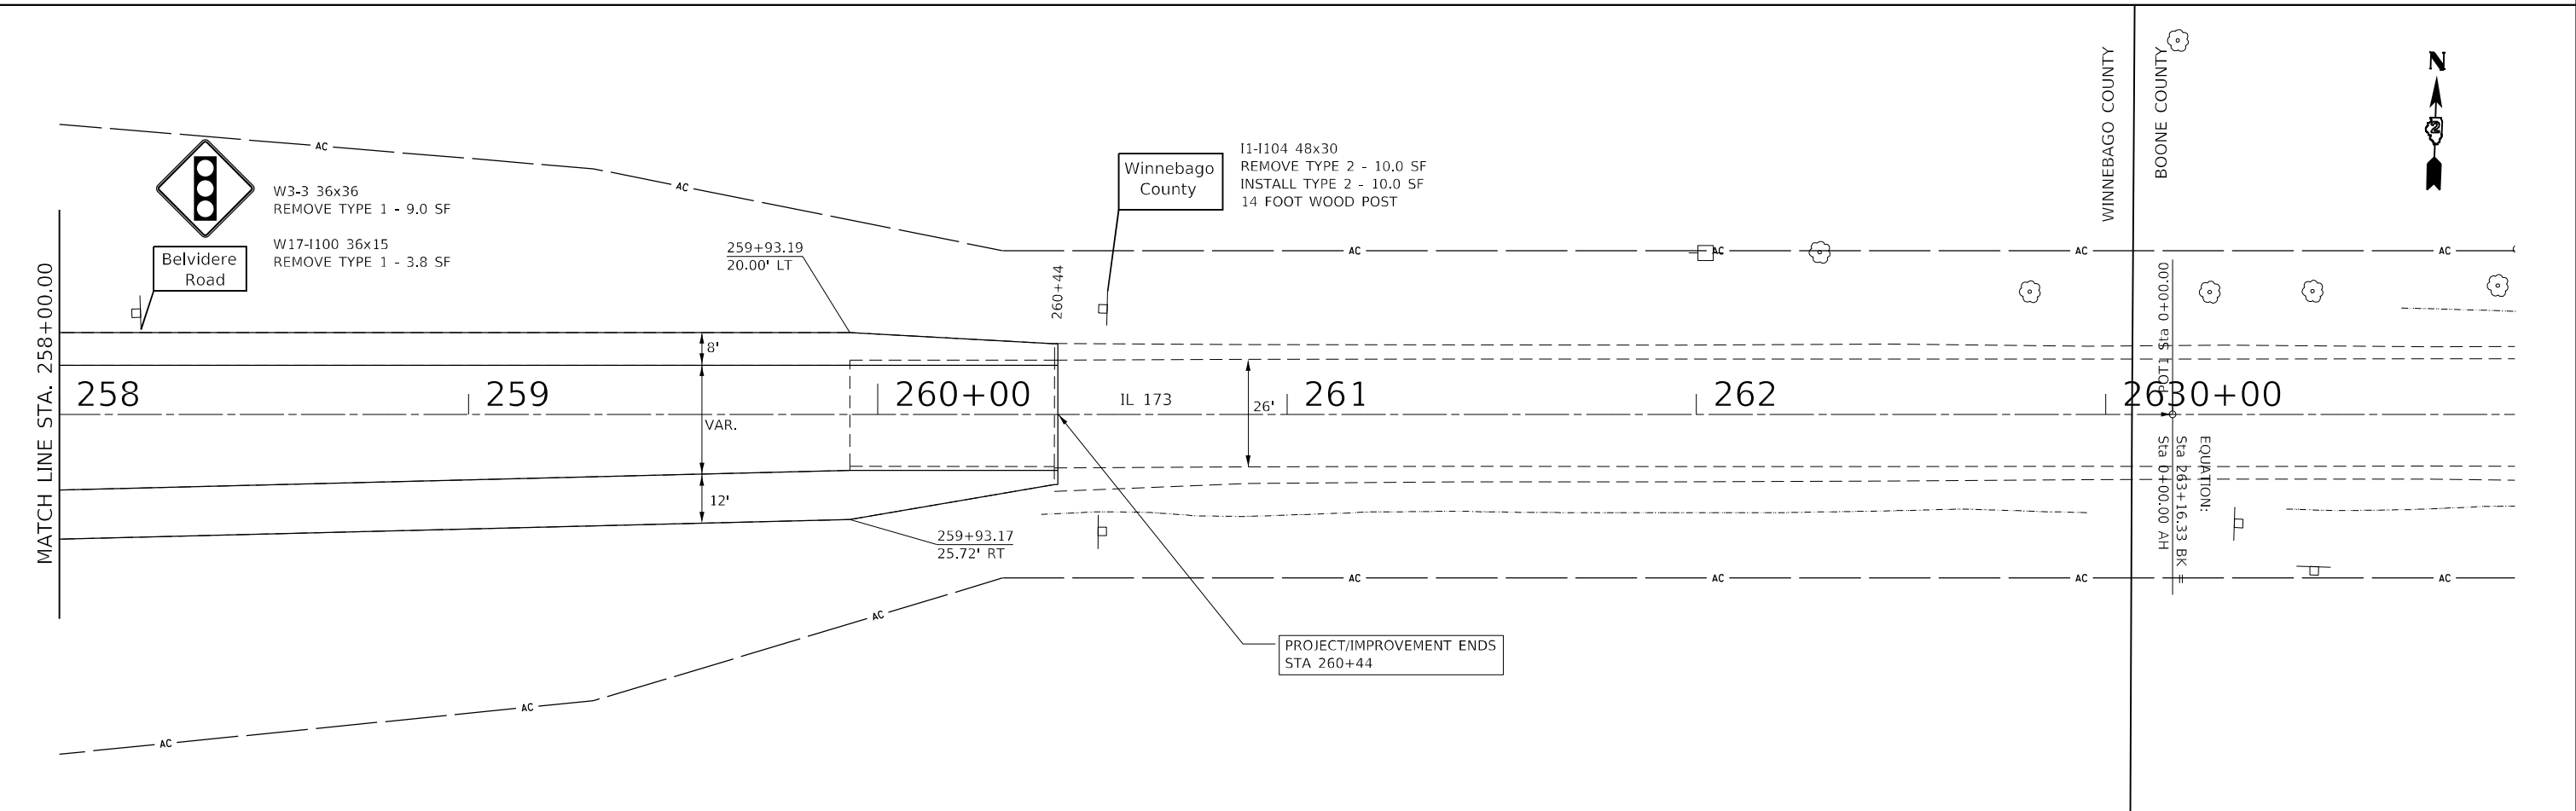 WINNEBAGO COUNTY
BOONE COUNTY
N
2
AC
AC
W3-3 36x36
REMOVE TYPE 1 - 9.0 SF
W17-I100 36x15
REMOVE TYPE 1 - 3.8 SF
Belvidere
Road
Winnebago
County
I1-I104 48x30
REMOVE TYPE 2 - 10.0 SF
INSTALL TYPE 2 - 10.0 SF
14 FOOT WOOD POST
259+93.19
20.00' LT
260+44
AC
AC
AC
AC
MATCH LINE STA. 258+00.00
8'
258
259
260+00
IL 173
26'
261
262
2630+00
POT1 Sta 0+00.00
VAR.
12'
259+93.17
25.72' RT
EQUATION:
Sta 263+16.33 BK =
Sta 0+00.00 AH
AC
AC
AC
AC
AC
AC
AC
PROJECT/IMPROVEMENT ENDS
STA 260+44